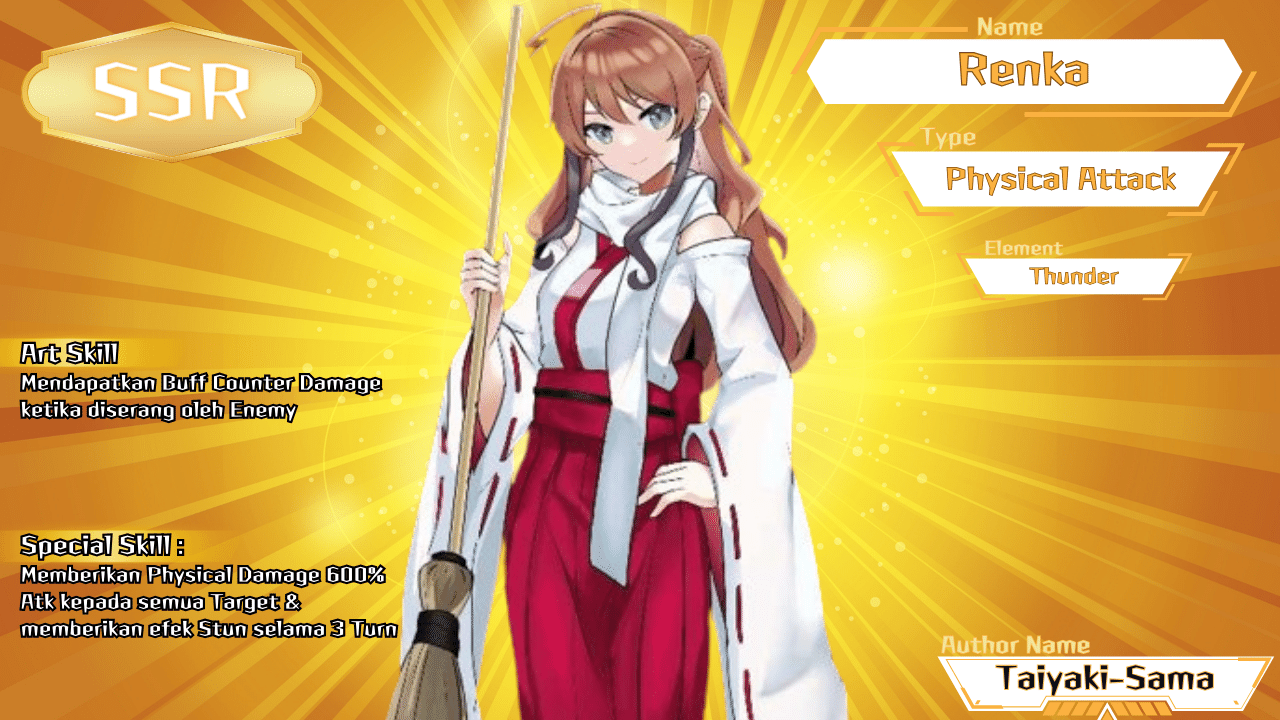 SSR
Name
Renka
Type
Physical Attack
Element
Thunder
Art Skill
Mendapatkan Buff Counter Damage
ketika diserang oleh Enemy
Special Skill :
Memberikan Physical Damage 600%
Atk kepada semua Target &
memberikan efek Stun selama 3 Turn
Author Name
Taiyaki-Sama